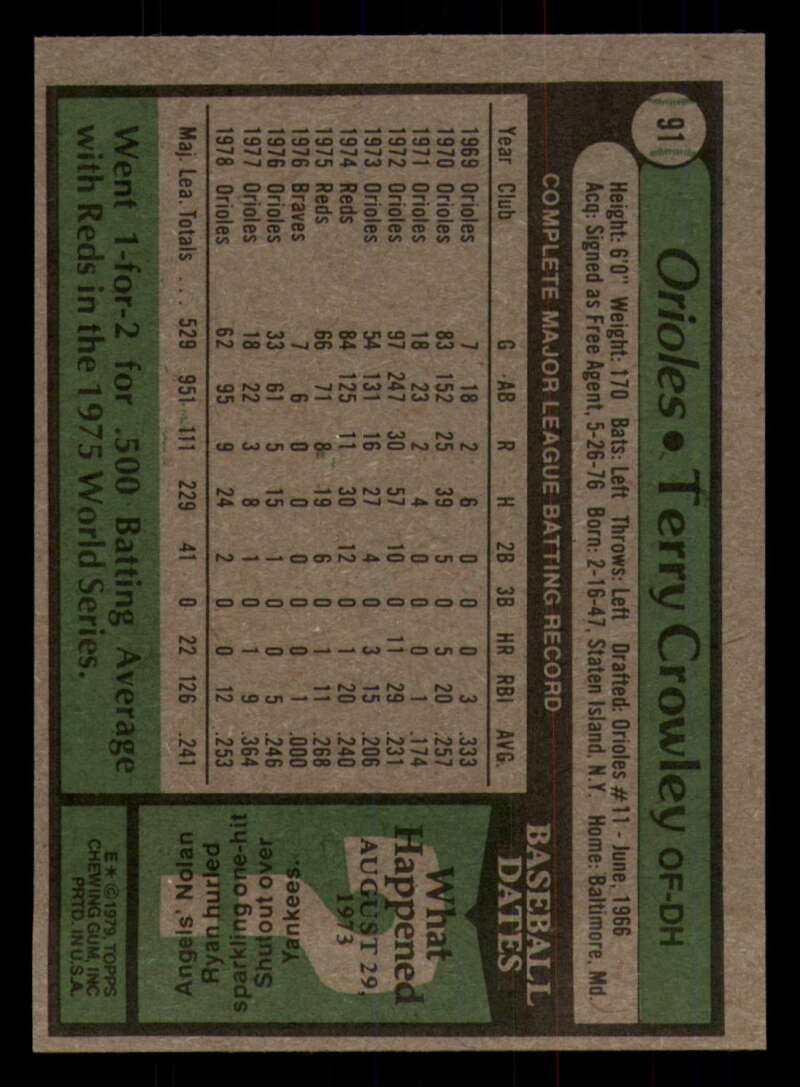 91
Orioles • Terry Crowley OF-DH
Height: 6'0" Weight: 170 Bats: Left Throws: Left Drafted: Orioles #11 - June, 1966
Acq: Signed as Free Agent, 5-26-76 Born: 2-16-47, Staten Island, N.Y. Home: Baltimore, Md.
COMPLETE MAJOR LEAGUE BATTING RECORD
Year Club G AB R H 2B 3B HR RBI AVG.
1969 Orioles 7 18 2 6 0 0 0 3 .333
1970 Orioles 83 152 25 39 5 0 5 20 .257
1971 Orioles 18 23 2 4 0 0 0 1 .174
1972 Orioles 97 247 30 57 10 0 11 29 .231
1973 Orioles 54 131 16 27 4 0 3 15 .206
1974 Reds 84 125 11 30 12 0 1 20 .240
1975 Reds 66 71 8 19 6 0 1 11 .268
1976 Braves 7 6 0 0 0 0 0 1 .000
1976 Orioles 33 61 5 15 1 0 0 5 .246
1977 Orioles 18 22 3 8 1 0 1 9 .364
1978 Orioles 62 95 9 24 2 0 0 12 .253
Maj. Lea. Totals . . . 529 951 111 229 41 0 22 126 .241
Went 1-for-2 for .500 Batting Average
with Reds in the 1975 World Series.
BASEBALL
DATES
What
Happened
AUGUST 29,
1973
Angels' Nolan
Ryan hurled
sparkling one-hit
Shutout over
Yankees.
E * © 1979, TOPPS
CHEWING GUM, INC
PRTD. IN U.S.A.